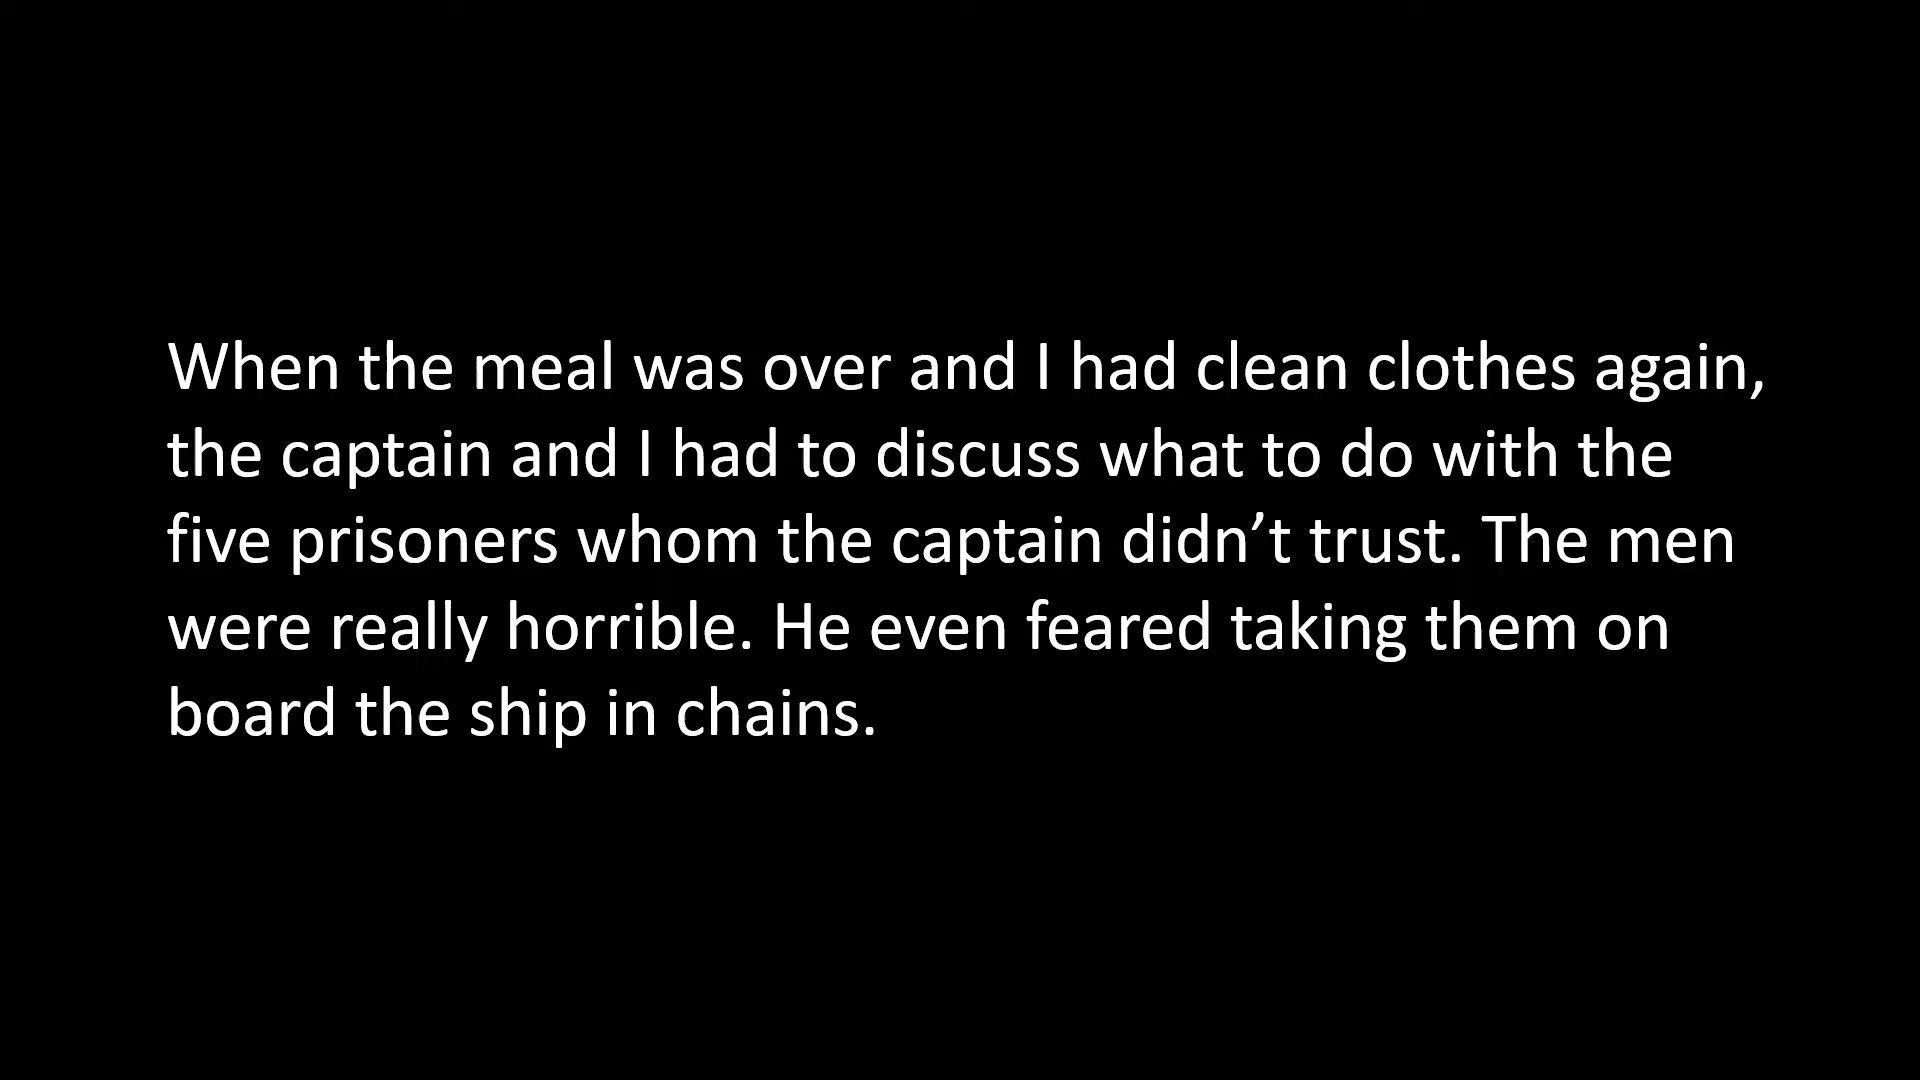 When the meal was over and I had clean clothes again,
the captain and I had to discuss what to do with the
five prisoners whom the captain didn’t trust. The men
were really horrible. He even feared taking them on
board the ship in chains.